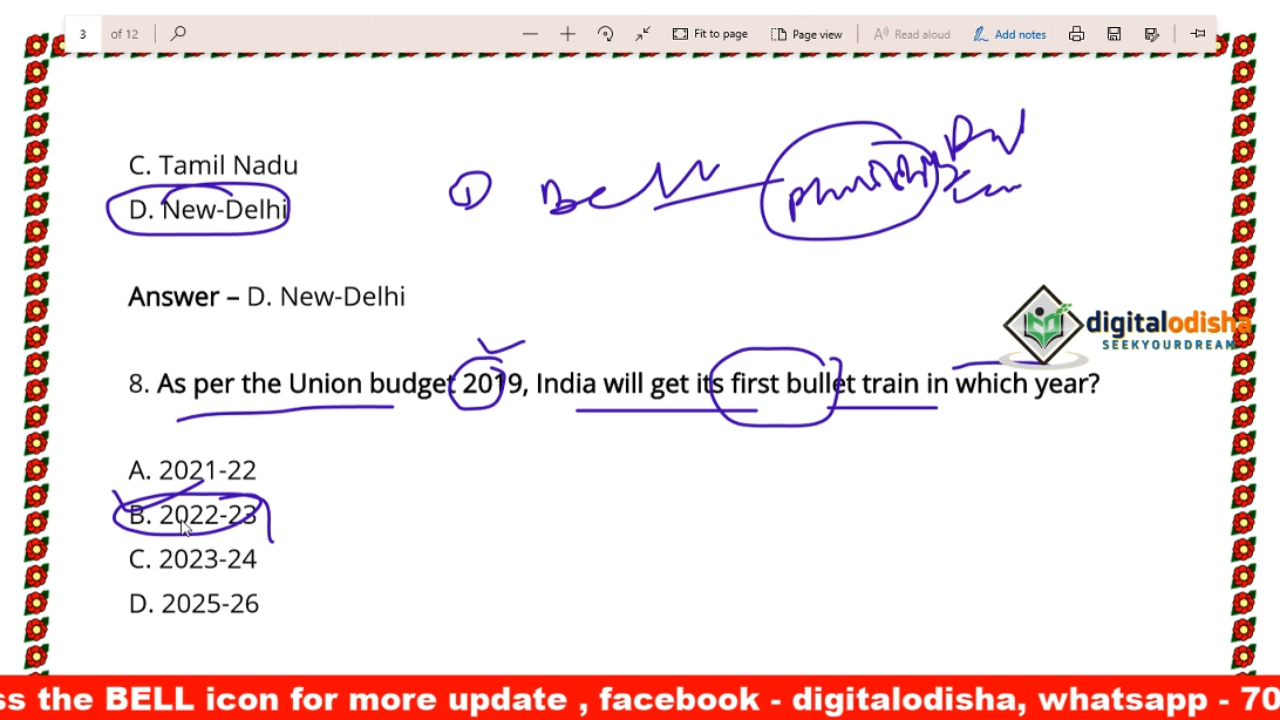 3 of 12 Fit to page Page view Read aloud Add notes
C. Tamil Nadu
D. New-Delhi
Answer – D. New-Delhi
digitalodisha
SEEKYOURDREAM
8. As per the Union budget 2019, India will get its first bullet train in which year?
A. 2021-22
B. 2022-23
C. 2023-24
D. 2025-26
ss the BELL icon for more update , facebook - digitalodisha, whatsapp - 70